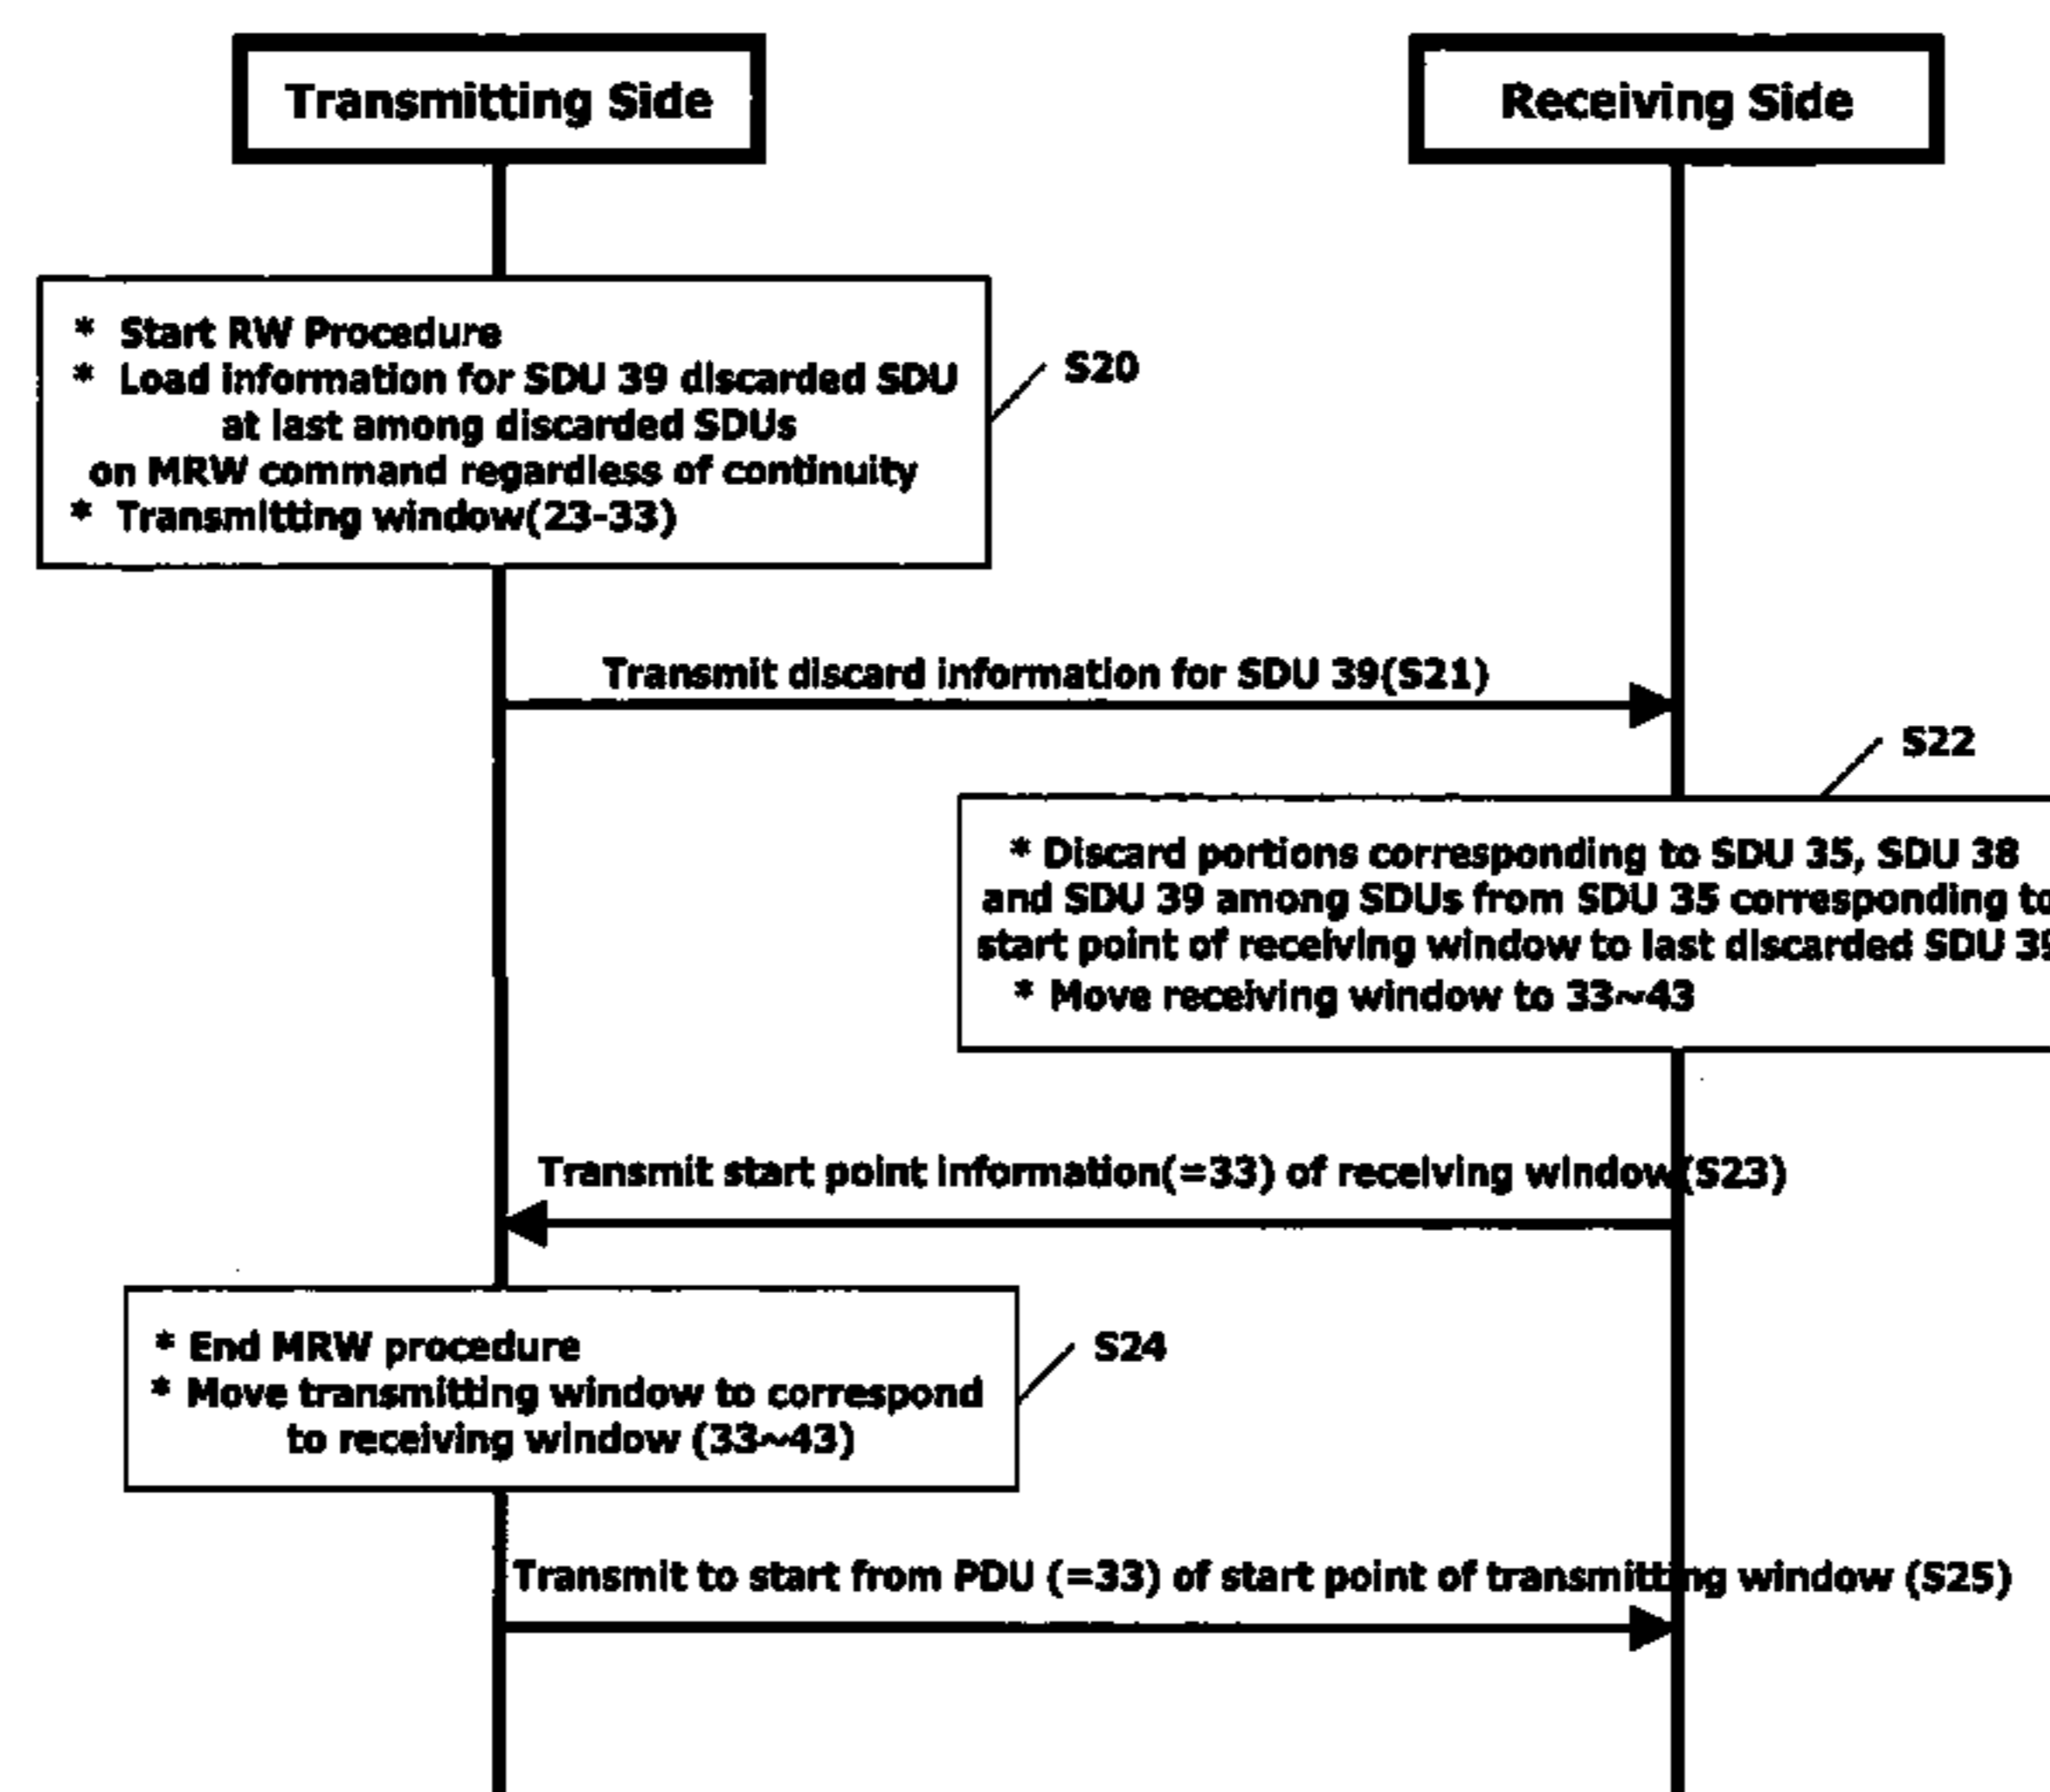 Transmitting Side
Receiving Side
* Start RW Procedure
* Load information for SDU 39 discarded SDU
at last among discarded SDUs
on MRW command regardless of continuity
* Transmitting window(23-33)
S20
Transmit discard information for SDU 39(S21)
S22
* Discard portions corresponding to SDU 35, SDU 38
and SDU 39 among SDUs from SDU 35 corresponding to
start point of receiving window to last discarded SDU
* Move receiving window to 33~43
Transmit start point information(=33) of receiving window(S23)
* End MRW procedure
* Move transmitting window to correspond
to receiving window (33~43)
S24
Transmit to start from PDU (=33) of start point of transmitting window (S25)